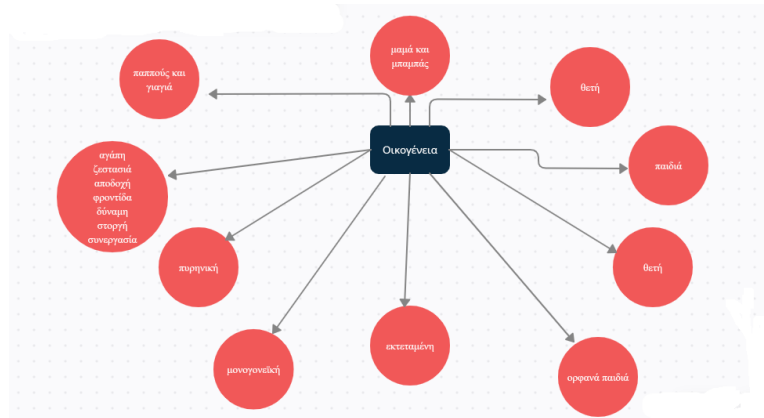 μαμά και
μπαμπάς
παππούς και
γιαγιά
θετή
Οικογένεια
παιδιά
αγάπη
ζεστασιά
αποδοχή
φροντίδα
δύναμη
στοργή
συνεργασία
πυρηνική
θετή
μονογονεϊκή
εκτεταμένη
ορφανά παιδιά